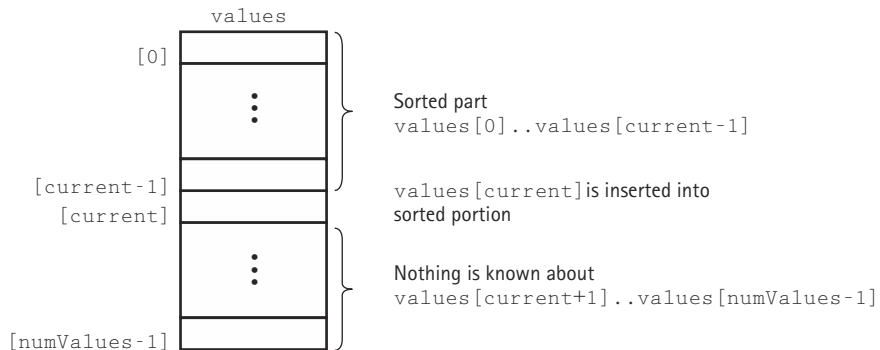 values
[0]
Sorted part
values[0]..values[current-1]
[current-1]
values[current] is inserted into
[current]
sorted portion
Nothing is known about
values[current+1]..values[numValues-1]
[numValues-1]